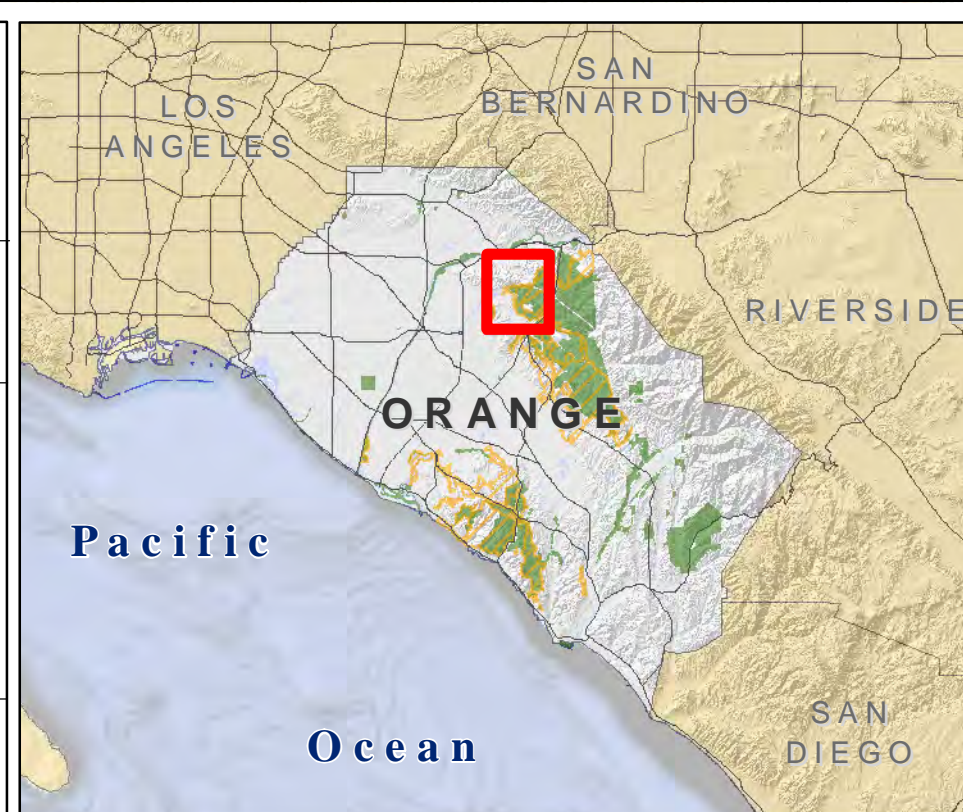 SAN
BERNARDINO
LOS
ANGELES
RIVERSIDE
ORANGE
Pacific
SAN
DIEGO
Ocean